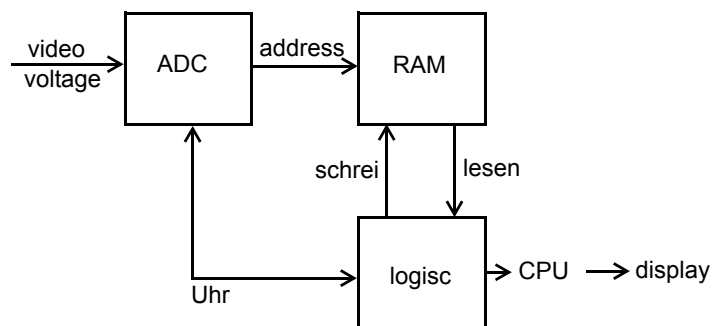 video
voltage
ADC
address
RAM
schrei
lesen
Uhr
logisc
CPU
display